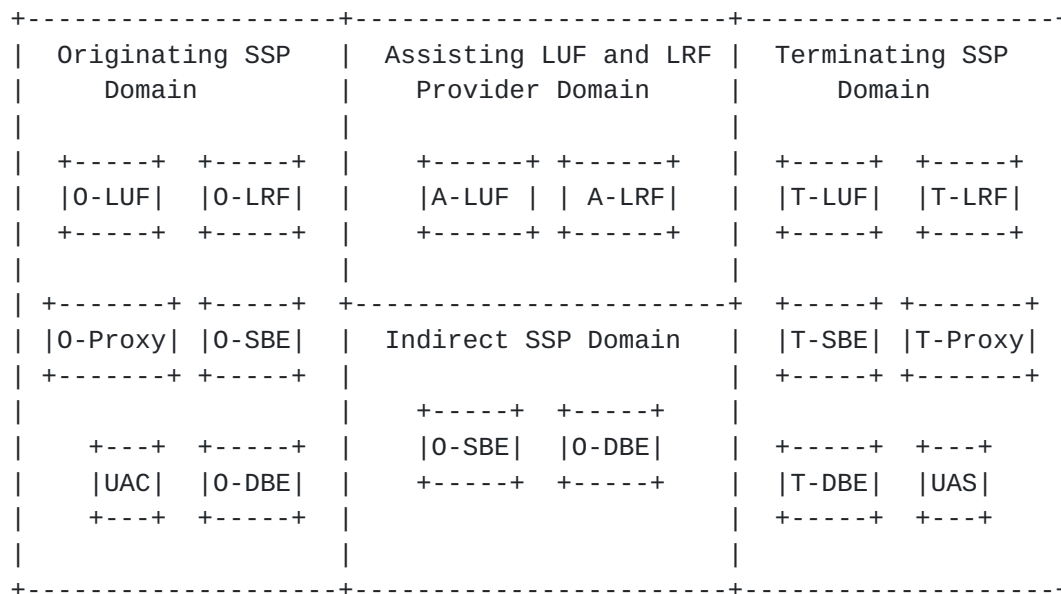 +--------------------+------------------------+--------------------
|  Originating SSP   |  Assisting LUF and LRF |  Terminating SSP
|     Domain         |    Provider Domain     |      Domain
|                    |                        |
|  +-----+  +-----+  |    +------+ +------+   |  +-----+  +-----+
|  |O-LUF|  |O-LRF|  |    |A-LUF | | A-LRF|   |  |T-LUF|  |T-LRF|
|  +-----+  +-----+  |    +------+ +------+   |  +-----+  +-----+
|                    |                        |
| +-------+ +-----+  +------------------------+  +-----+ +-------+
| |O-Proxy| |O-SBE|  |  Indirect SSP Domain   |  |T-SBE| |T-Proxy|
| +-------+ +-----+  |                        |  +-----+ +-------+
|                    |    +-----+  +-----+    |
|    +---+  +-----+  |    |O-SBE|  |O-DBE|    |  +-----+  +---+
|    |UAC|  |O-DBE|  |    +-----+  +-----+    |  |T-DBE|  |UAS|
|    +---+  +-----+  |                        |  +-----+  +---+
|                    |                        |
+--------------------+------------------------+--------------------